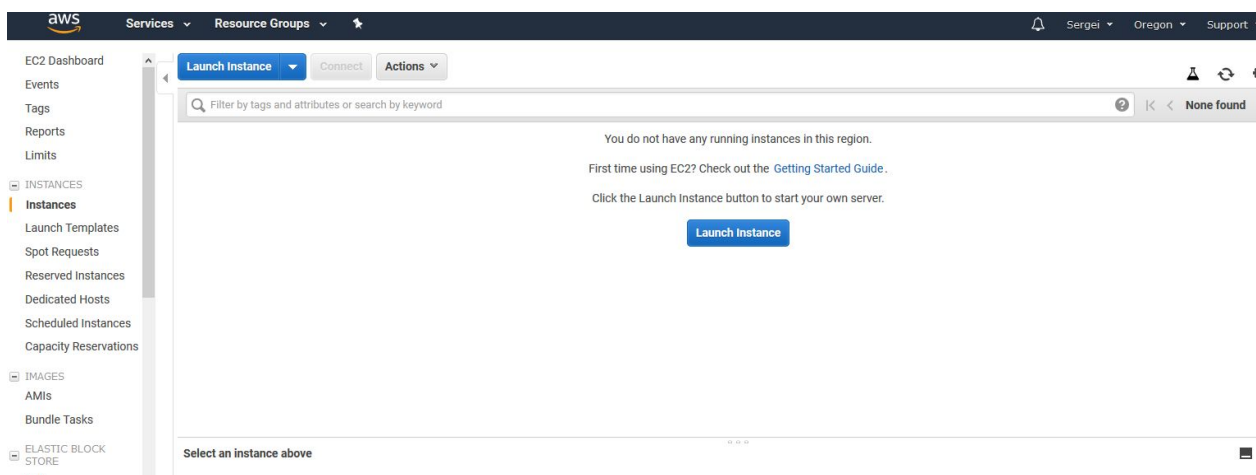 aws Services Resource Groups Sergei Oregon Support
EC2 Dashboard
Events
Tags
Reports
Limits
INSTANCES
Instances
Launch Templates
Spot Requests
Reserved Instances
Dedicated Hosts
Scheduled Instances
Capacity Reservations
IMAGES
AMIs
Bundle Tasks
ELASTIC BLOCK
STORE
Launch Instance Connect Actions
Filter by tags and attributes or search by keyword None found
You do not have any running instances in this region.
First time using EC2? Check out the Getting Started Guide.
Click the Launch Instance button to start your own server.
Launch Instance
Select an instance above